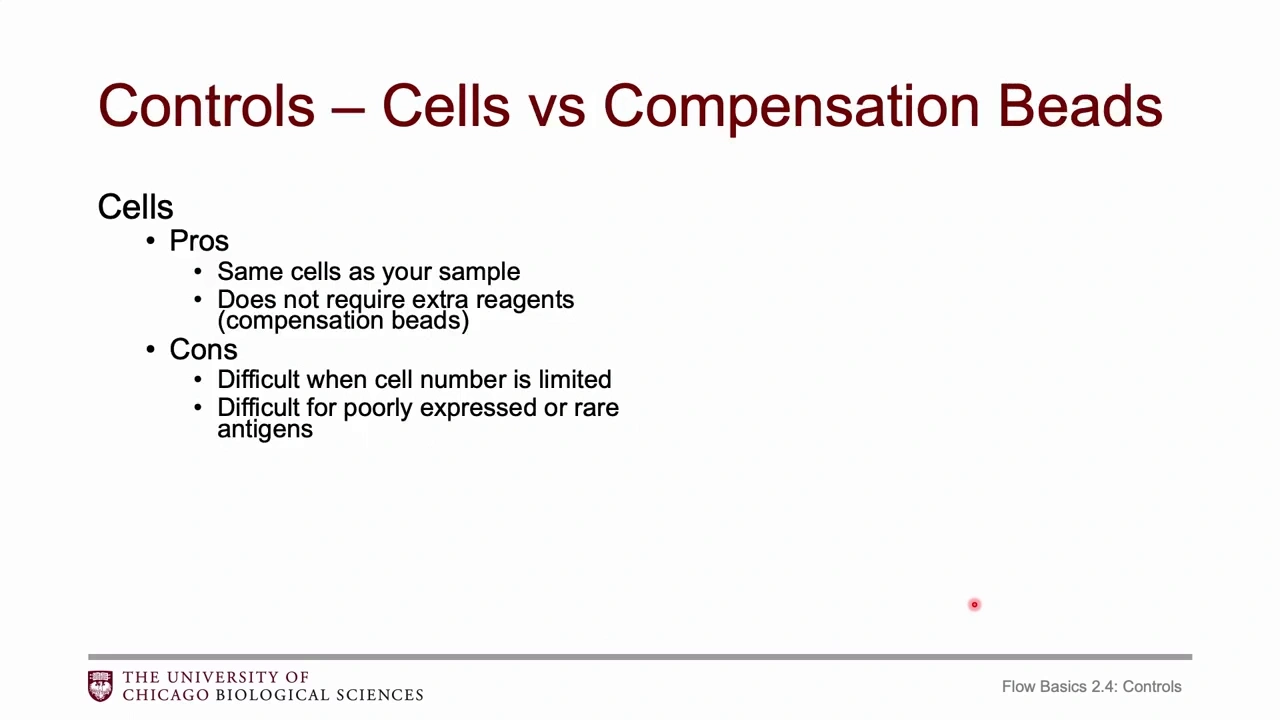 Controls – Cells vs Compensation Beads
Cells
• Pros
• Same cells as your sample
• Does not require extra reagents
(compensation beads)
• Cons
• Difficult when cell number is limited
• Difficult for poorly expressed or rare
antigens
THE UNIVERSITY OF
CHICAGO BIOLOGICAL SCIENCES
Flow Basics 2.4: Controls